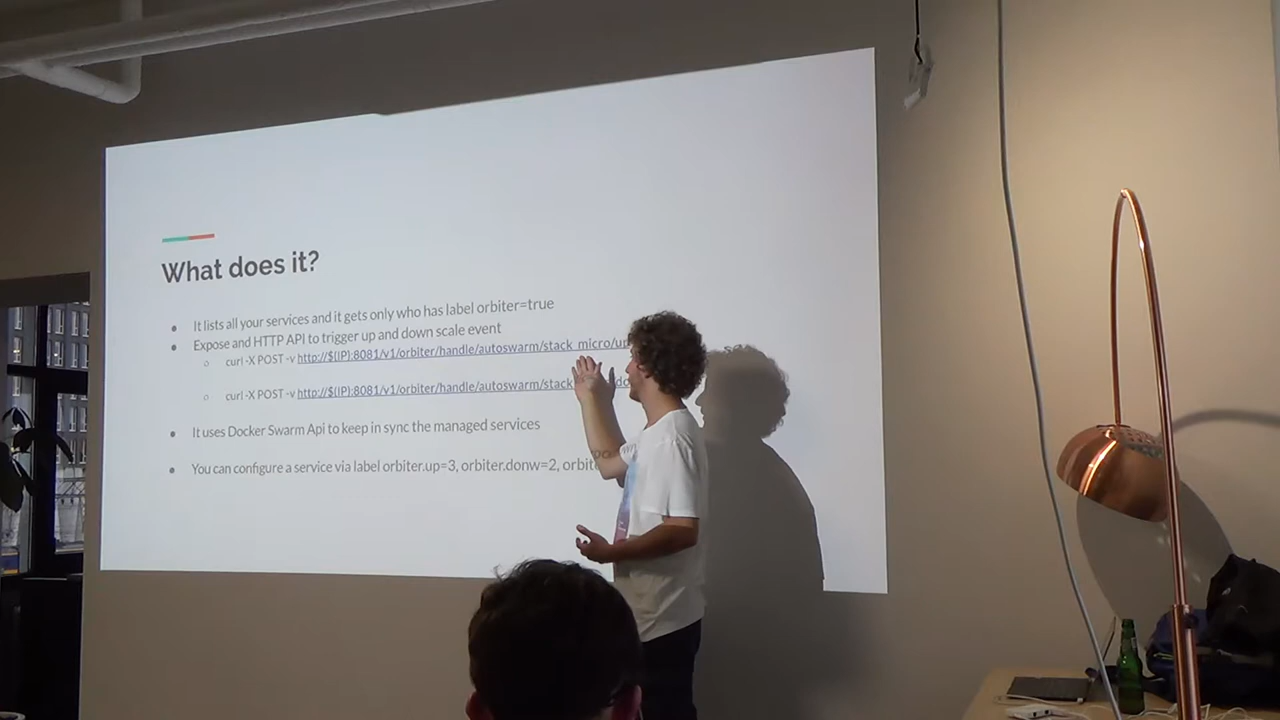 What does it?
It lists all your services and it gets only who has label orbiter=true
Expose and HTTP API to trigger up and down scale event
curl -X POST -v http://$(IP):8081/v1/orbiter/handle/autoswarm/stack_micro/up
curl -X POST -v http://$(IP):8081/v1/orbiter/handle/autoswarm/stack
It uses Docker Swarm Api to keep in sync the managed services
You can configure a service via label orbiter.up=3, orbiter.donw=2,